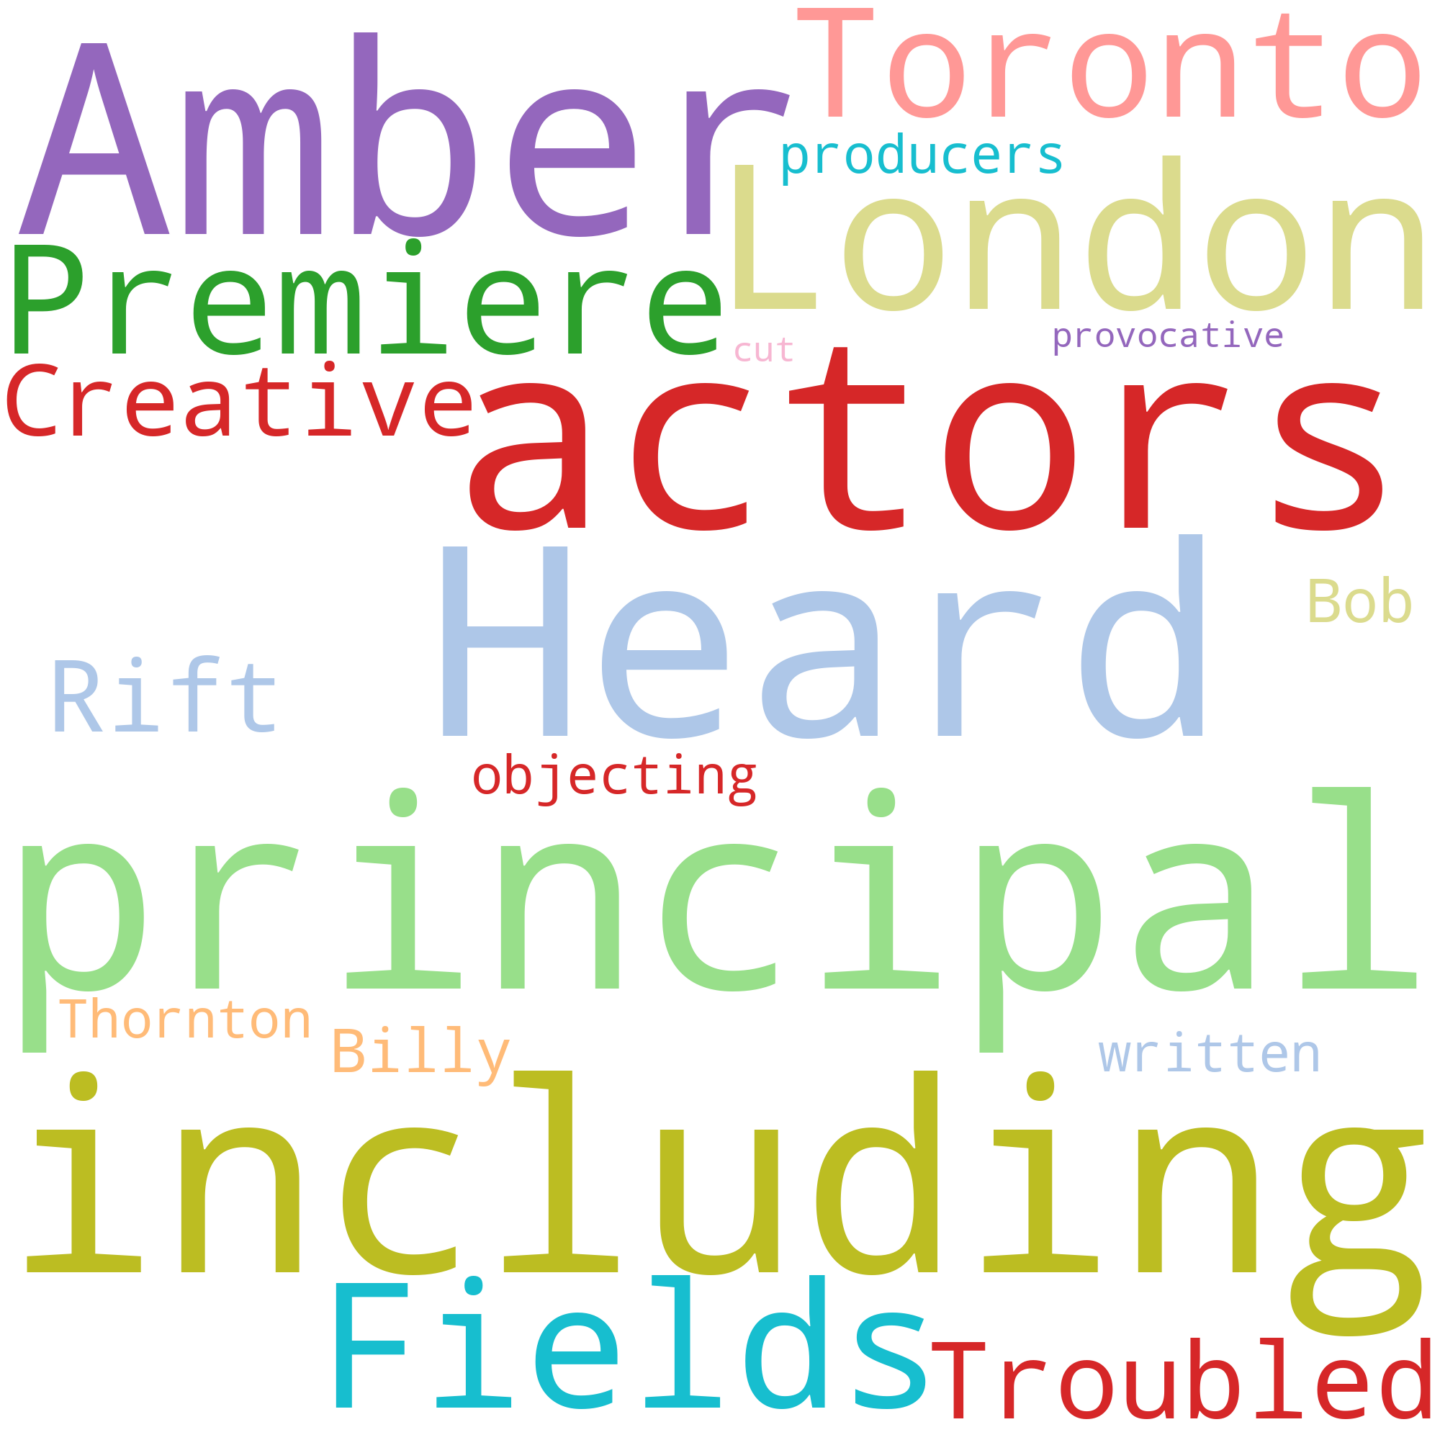 Toronto
Amber
producers
London
Premiere
provocative
cut
Creative
actors
Heard
Bob
Rift
objecting
principal
Thornton
Billy
written
including
Fields
Troubled